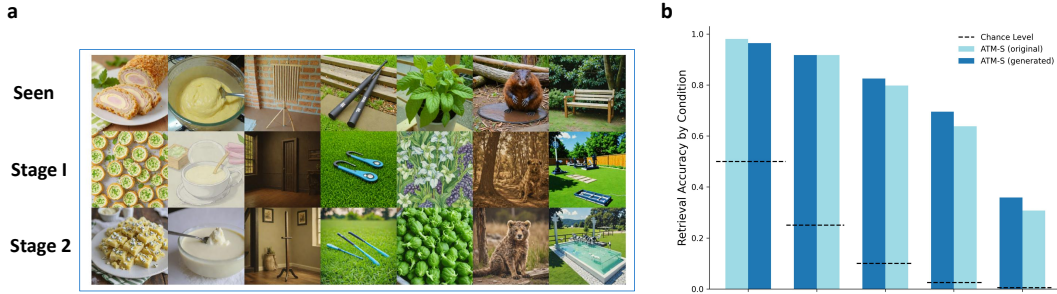 a
Seen
Stage I
Stage 2
b
Retrieval Accuracy by Condition
1.0
0.8
0.6
0.4
0.2
0.0
Chance Level
ATM-S (original)
ATM-S (generated)